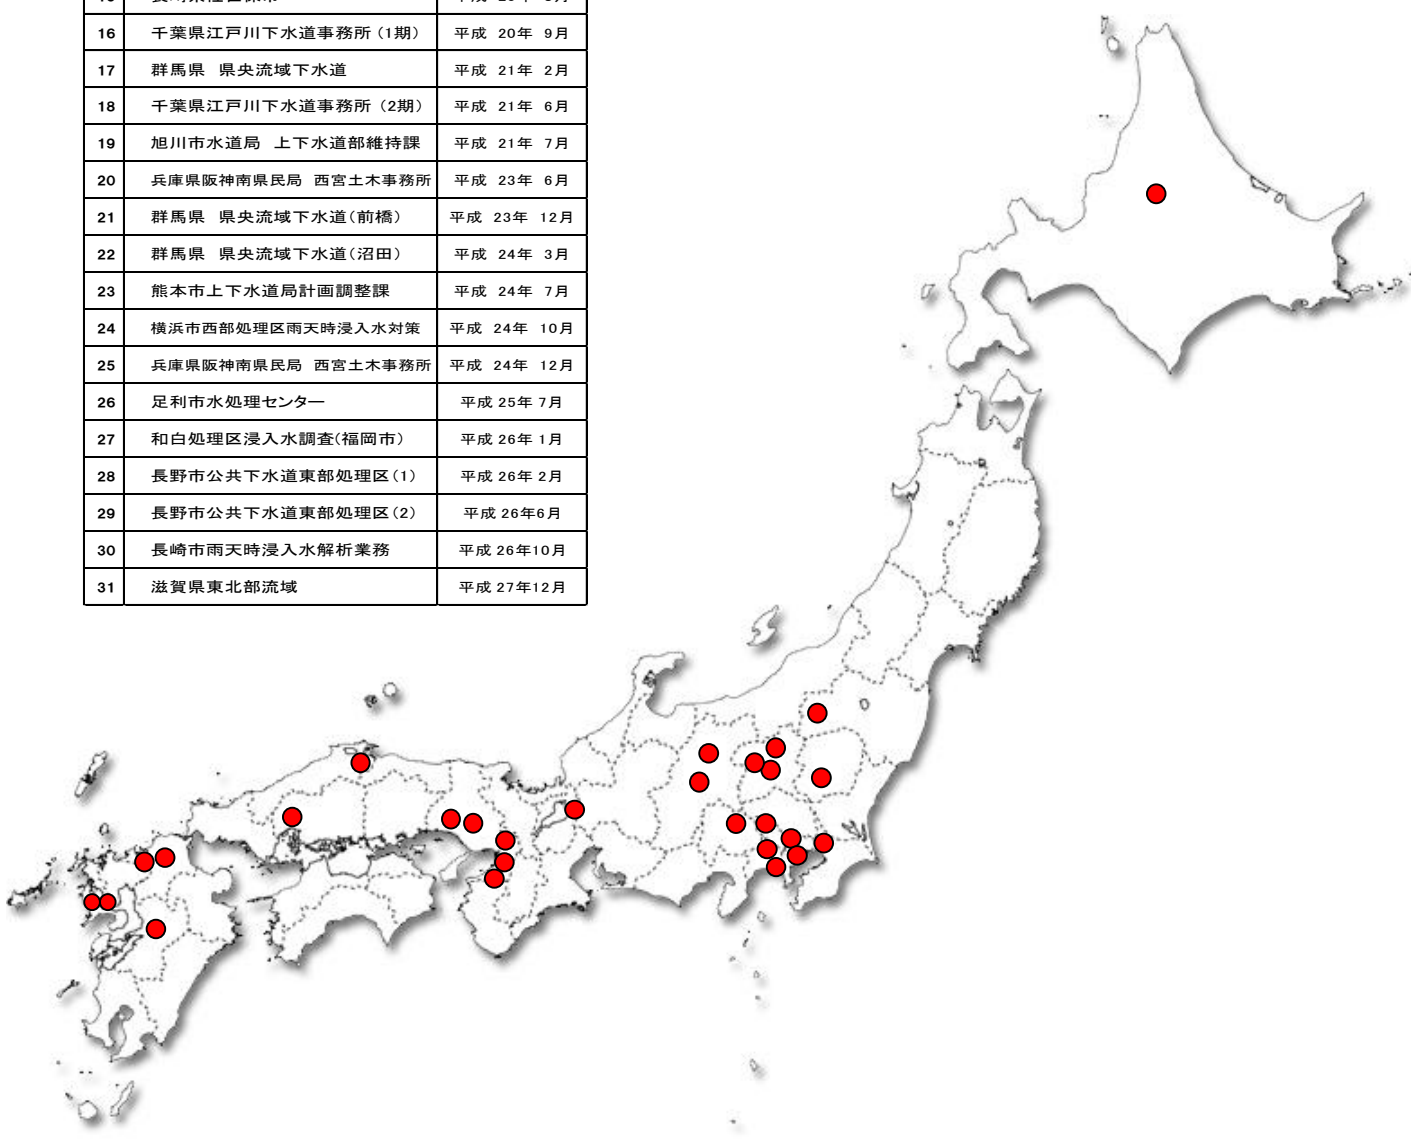 16 千葉県江戸川下水道事務所(1期) 平成 20年 9月
17 群馬県 県央流域下水道 平成 21年 2月
18 千葉県江戸川下水道事務所(2期) 平成 21年 6月
19 旭川市水道局 上下水道部維持課 平成 21年 7月
20 兵庫県阪神南県民局 西宮土木事務所 平成 23年 6月
21 群馬県 県央流域下水道(前橋) 平成 23年 12月
22 群馬県 県央流域下水道(沼田) 平成 24年 3月
23 熊本市上下水道局計画調整課 平成 24年 7月
24 横浜市西部処理区雨天時浸入水対策 平成 24年 10月
25 兵庫県阪神南県民局 西宮土木事務所 平成 24年 12月
26 足利市水処理センター 平成 25年 7月
27 和白処理区浸入水調査(福岡市) 平成 26年 1月
28 長野市公共下水道東部処理区(1) 平成 26年 2月
29 長野市公共下水道東部処理区(2) 平成 26年6月
30 長崎市雨天時浸入水解析業務 平成 26年10月
31 滋賀県東北部流域 平成 27年12月